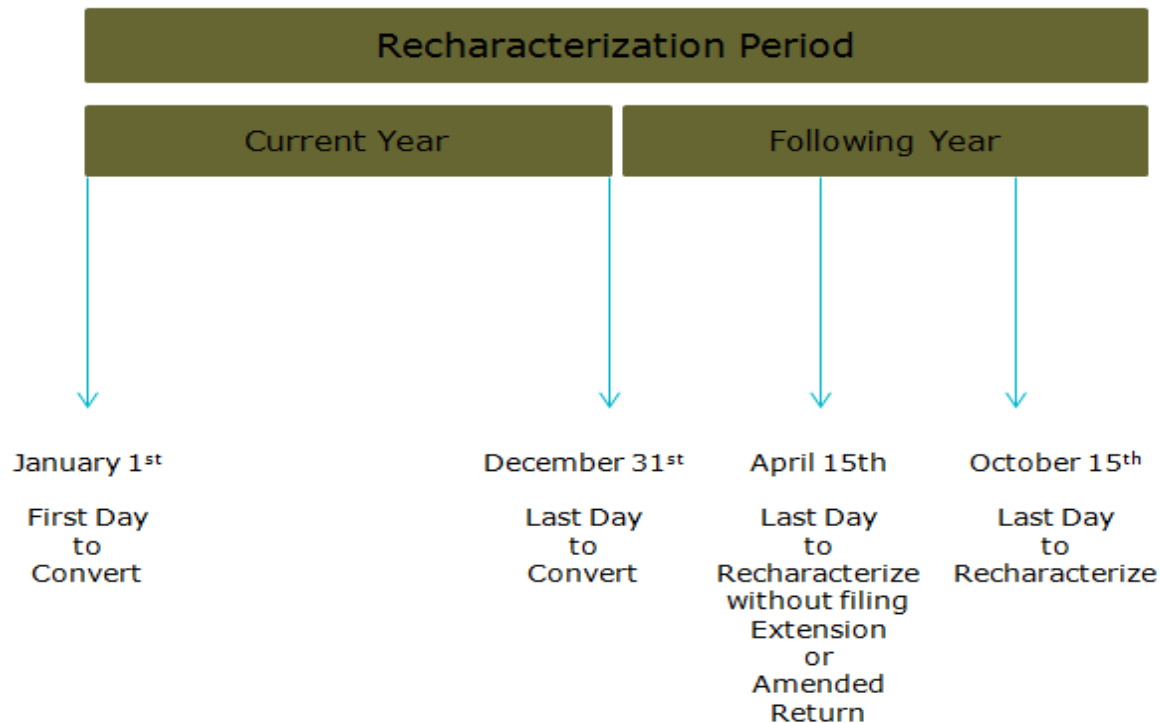 Recharacterization Period
Current Year
Following Year
January 1st
First Day
to
Convert
December 31st
Last Day
to
Convert
April 15th
Last Day
to
Recharacterize
without filing
Extension
or
Amended
Return
October 15th
Last Day
to
Recharacterize